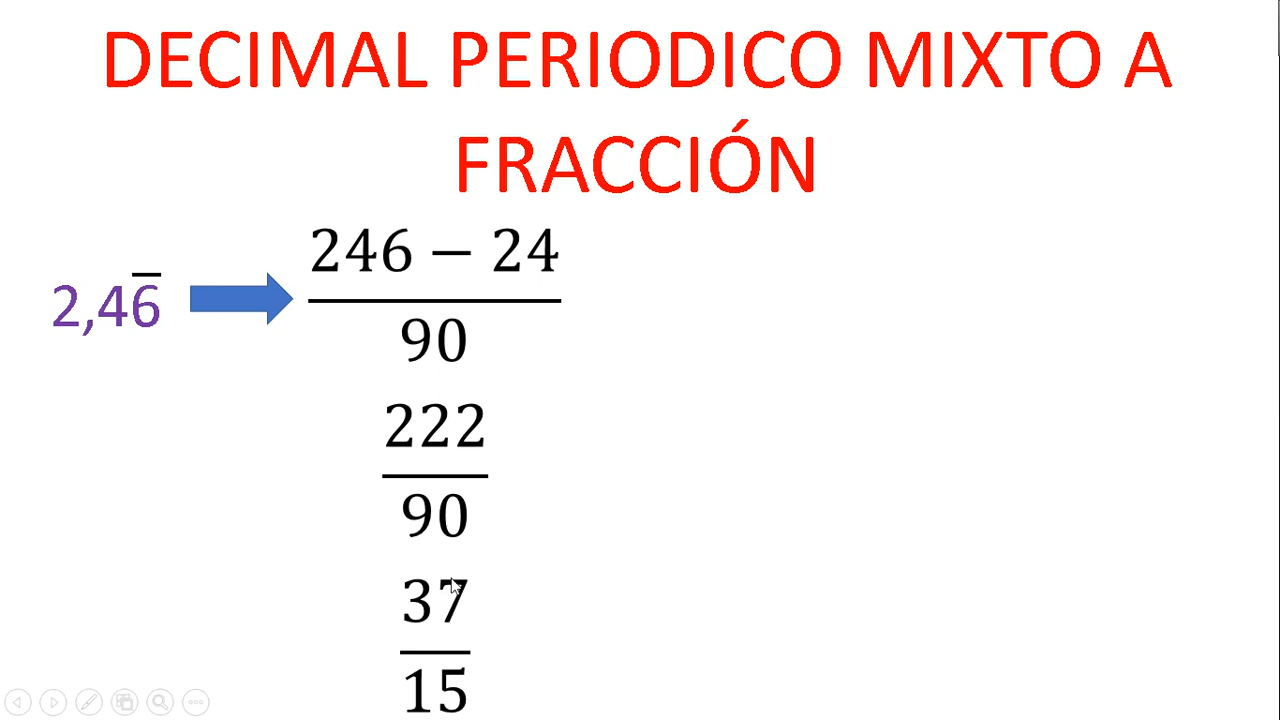 DECIMAL PERIODICO MIXTO A
FRACCIÓN
2,46̅
246 − 24
90
222
90
37
15